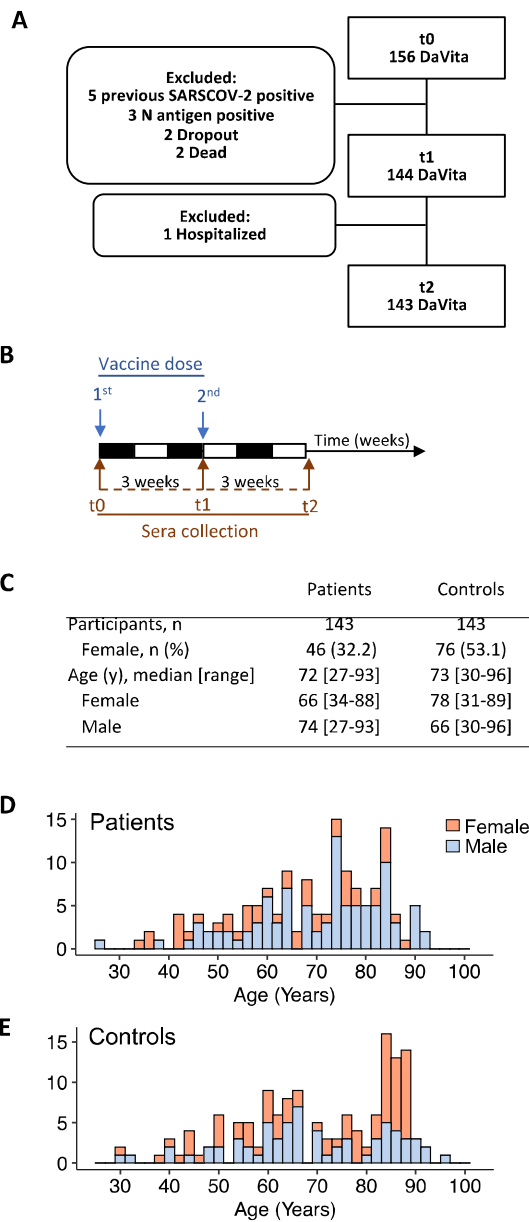 A
t0
156 DaVita
Excluded:
5 previous SARSCOV-2 positive
3 N antigen positive
2 Dropout
2 Dead
t1
144 DaVita
Excluded:
1 Hospitalized
t2
143 DaVita
B
Vaccine dose
1st
2nd
Time (weeks)
3 weeks
3 weeks
t0
t1
t2
Sera collection
C
Patients Controls
Participants, n 143 143
Female, n (%) 46 (32.2) 76 (53.1)
Age (y), median [range] 72 [27-93] 73 [30-96]
Female 66 [34-88] 78 [31-89]
Male 74 [27-93] 66 [30-96]
D
Patients
Female
Male
15
10
5
0
30 40 50 60 70 80 90 100
Age (Years)
E
Controls
15
10
5
0
30 40 50 60 70 80 90 100
Age (Years)